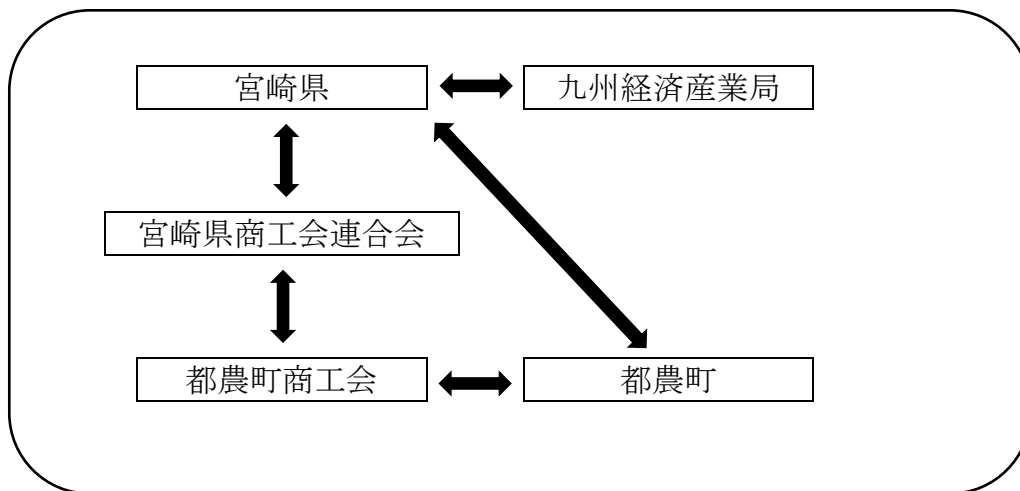 宮崎県
九州経済産業局
宮崎県商工会連合会
都農町商工会
都農町